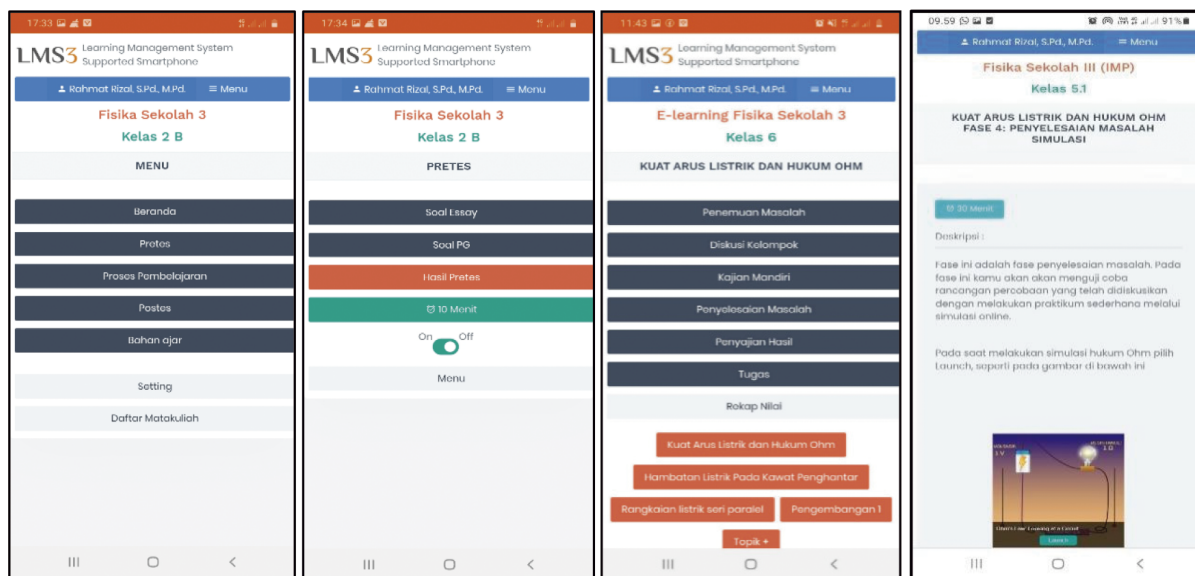 17:33
LMS3 Learning Management System
Supported Smartphone
Rahmat Rizal, S.Pd., M.Pd. ≡ Menu
Fisika Sekolah 3
Kelas 2 B
MENU
Beranda
Pretes
Proses Pembelajaran
Postes
Bahan ajar
Setting
Daftar Matakuliah
17:34
LMS3 Learning Management System
Supported Smartphone
Rahmat Rizal, S.Pd., M.Pd. ≡ Menu
Fisika Sekolah 3
Kelas 2 B
PRETES
Soal Essay
Soal PG
Hasil Pretes
10 Menit
On Off
Menu
11:43
LMS3 Learning Management System
Supported Smartphone
Rahmat Rizal, S.Pd., M.Pd. ≡ Menu
E-learning Fisika Sekolah 3
Kelas 6
KUAT ARUS LISTRIK DAN HUKUM OHM
Penemuan Masalah
Diskusi Kelompok
Kajian Mandiri
Penyelesaian Masalah
Penyajian Hasil
Tugas
Rekap Nilai
Kuat Arus Listrik dan Hukum Ohm
Hambatan Listrik Pada Kawat Penghantar
Rangkaian listrik seri paralel Pengembangan 1
Topik +
09.59 91%
Rahmat Rizal, S.Pd., M.Pd. ≡ Menu
Fisika Sekolah III (IMP)
Kelas 5.1
KUAT ARUS LISTRIK DAN HUKUM OHM
FASE 4: PENYELESAIAN MASALAH
SIMULASI
30 Menit
Deskripsi :
Fase ini adalah fase penyelesaian masalah. Pada
fase ini kamu akan akan menguji coba
rancangan percobaan yang telah didiskusikan
dengan melakukan praktikum sederhana melalui
simulasi online.
Pada saat melakukan simulasi hukum Ohm pilih
Launch, seperti pada gambar di bawah ini
1 V